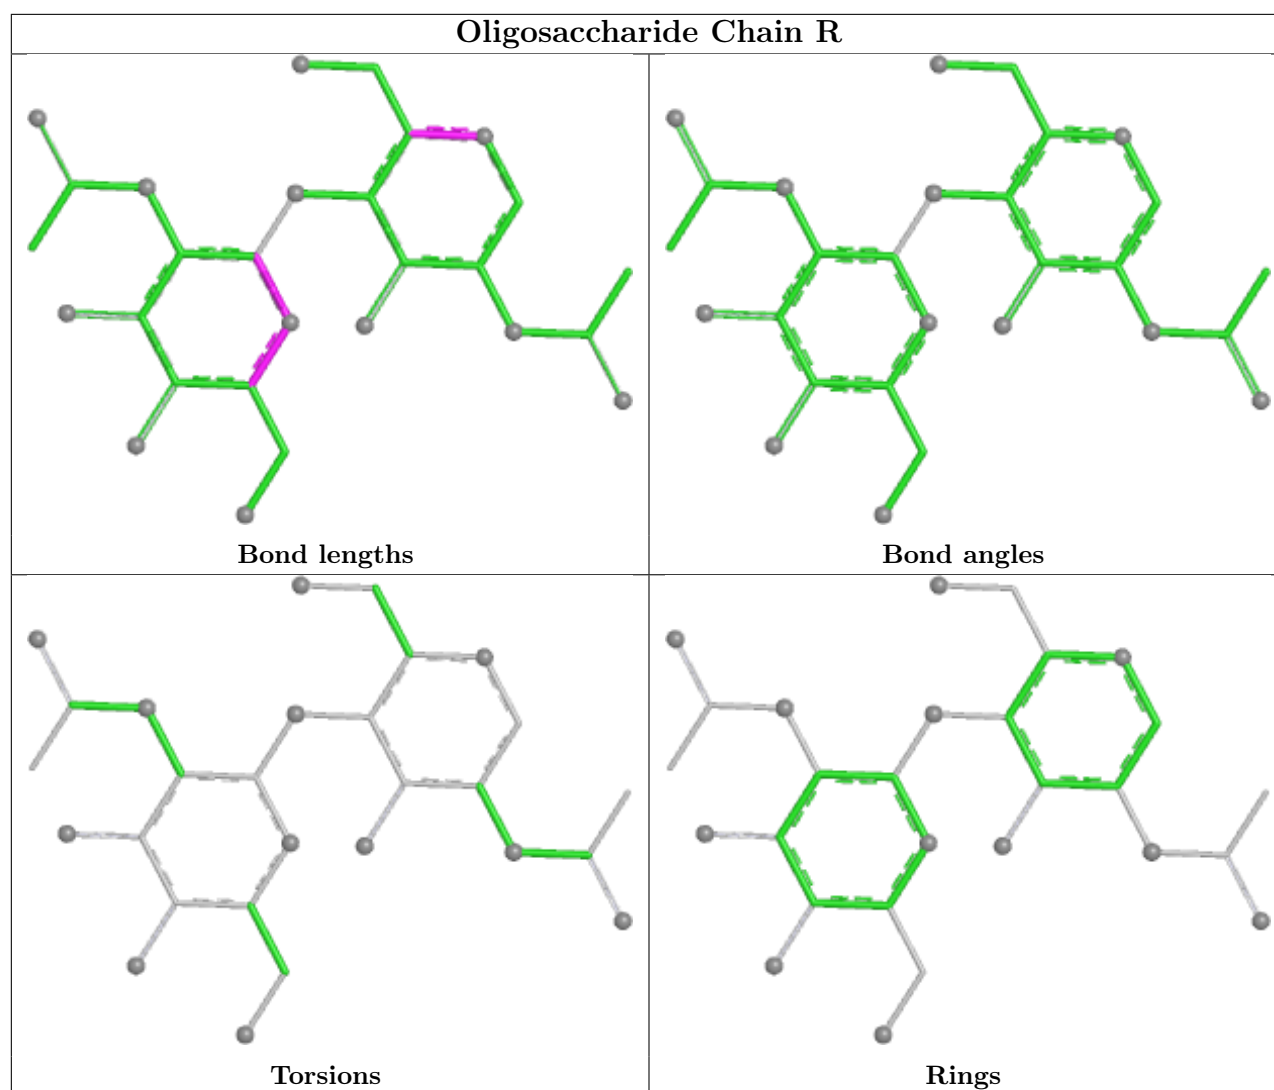 Oligosaccharide Chain R
Bond lengths
Bond angles
Torsions
Rings